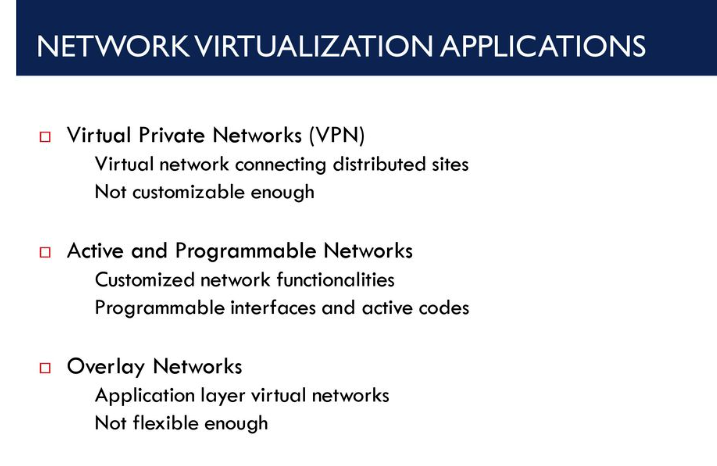 NETWORK VIRTUALIZATION APPLICATIONS
Virtual Private Networks (VPN)
Virtual network connecting distributed sites
Not customizable enough
Active and Programmable Networks
Customized network functionalities
Programmable interfaces and active codes
Overlay Networks
Application layer virtual networks
Not flexible enough